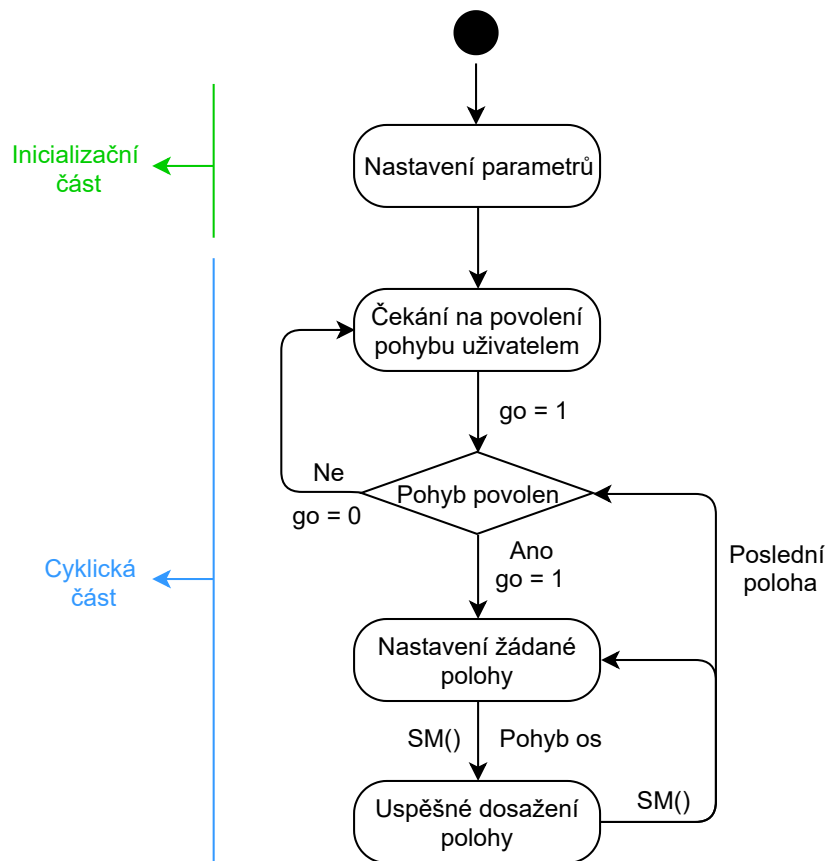 Inicializační
část
Nastavení parametrů
Čekání na povolení
pohybu uživatelem
go = 1
Ne
Pohyb povolen
go = 0
Ano
go = 1
Poslední
poloha
Cyklická
část
Nastavení žádané
polohy
SM()
Pohyb os
Uspěšné dosažení
polohy
SM()